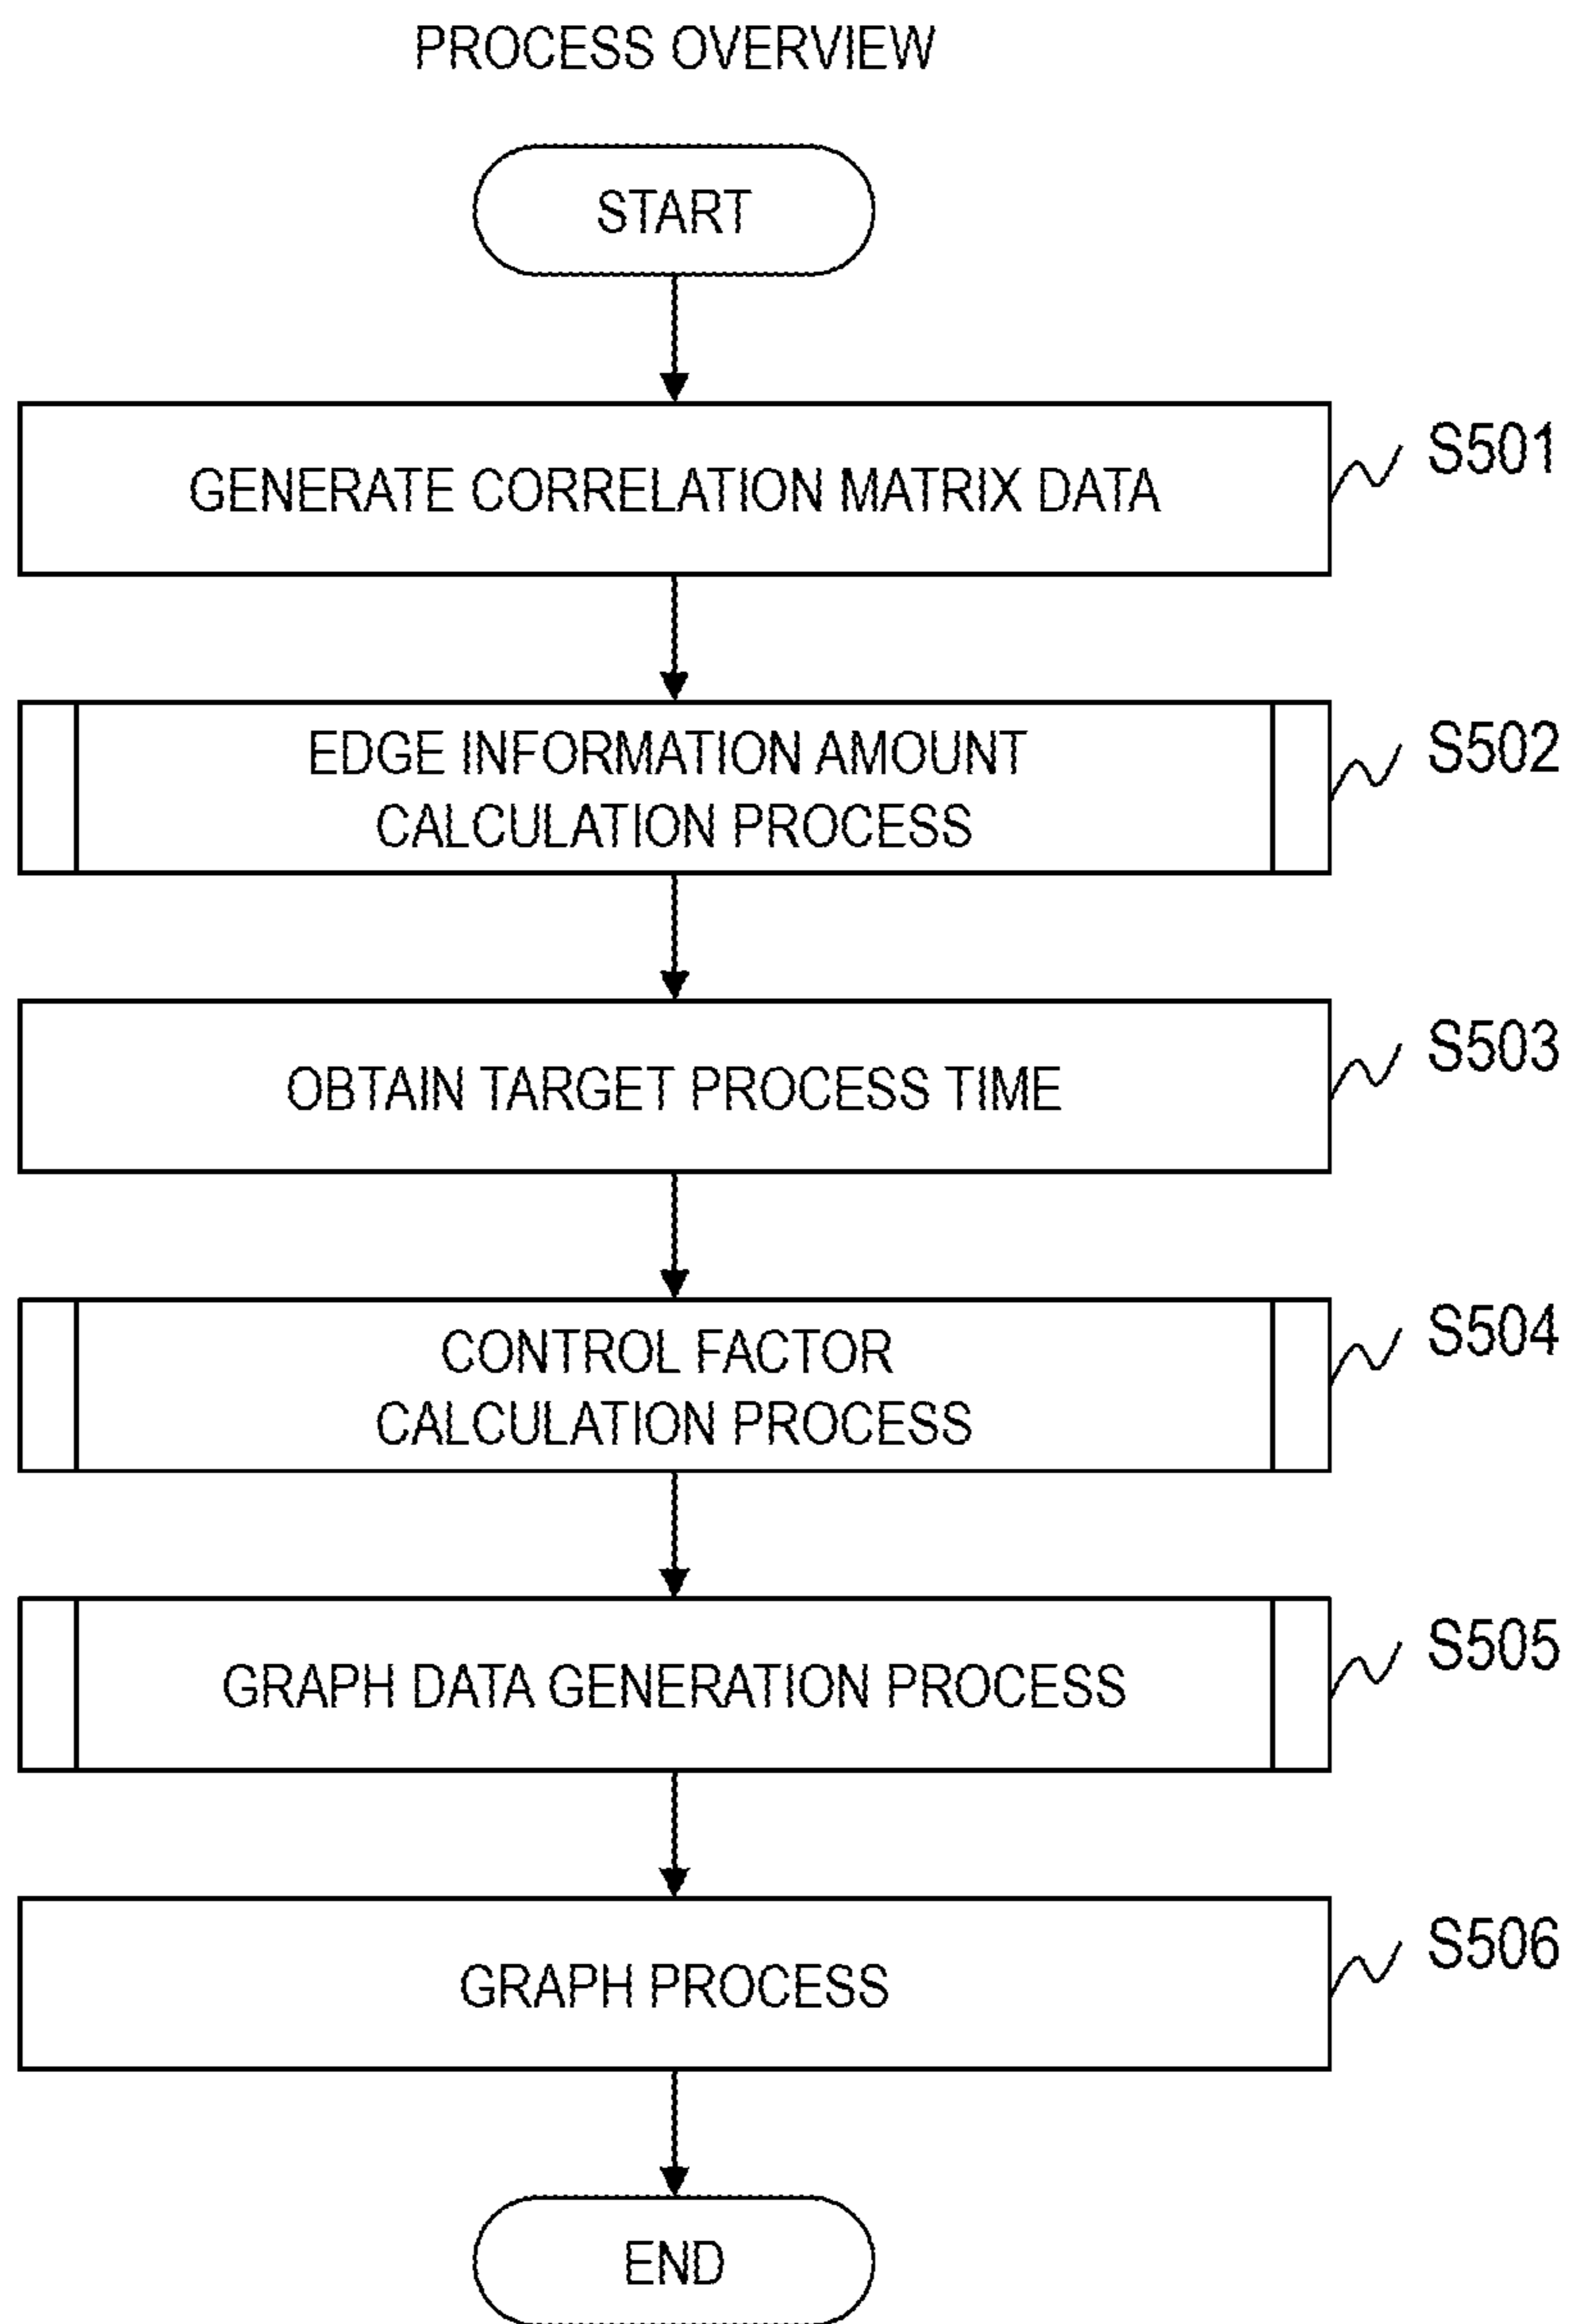 PROCESS OVERVIEW
START
GENERATE CORRELATION MATRIX DATA
S501
EDGE INFORMATION AMOUNT
CALCULATION PROCESS
S502
OBTAIN TARGET PROCESS TIME
S503
CONTROL FACTOR
CALCULATION PROCESS
S504
GRAPH DATA GENERATION PROCESS
S505
GRAPH PROCESS
S506
END